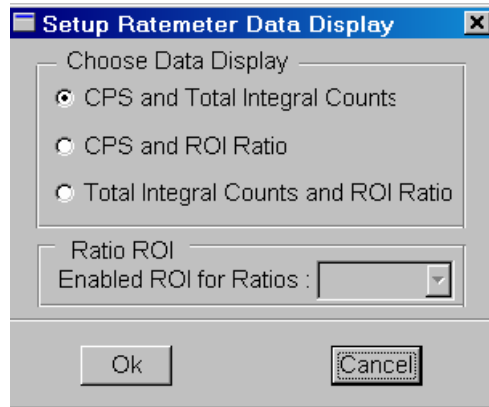 Setup Ratemeter Data Display
Choose Data Display
CPS and Total Integral Counts
CPS and ROI Ratio
Total Integral Counts and ROI Ratio
Ratio ROI
Enabled ROI for Ratios :
Ok
Cancel